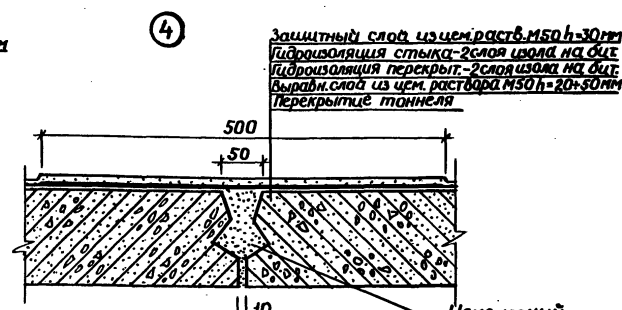 4
Защитный слой из цем. раств. М50 h=30мм
Гидроизоляция стыка-2слоя изола на бит.
Гидроизоляция перекрыт.-2слоя изола на бит.
Выравн. слой из цем. раствора М50 h=20÷50мм
Перекрытие тоннеля
500
50
10